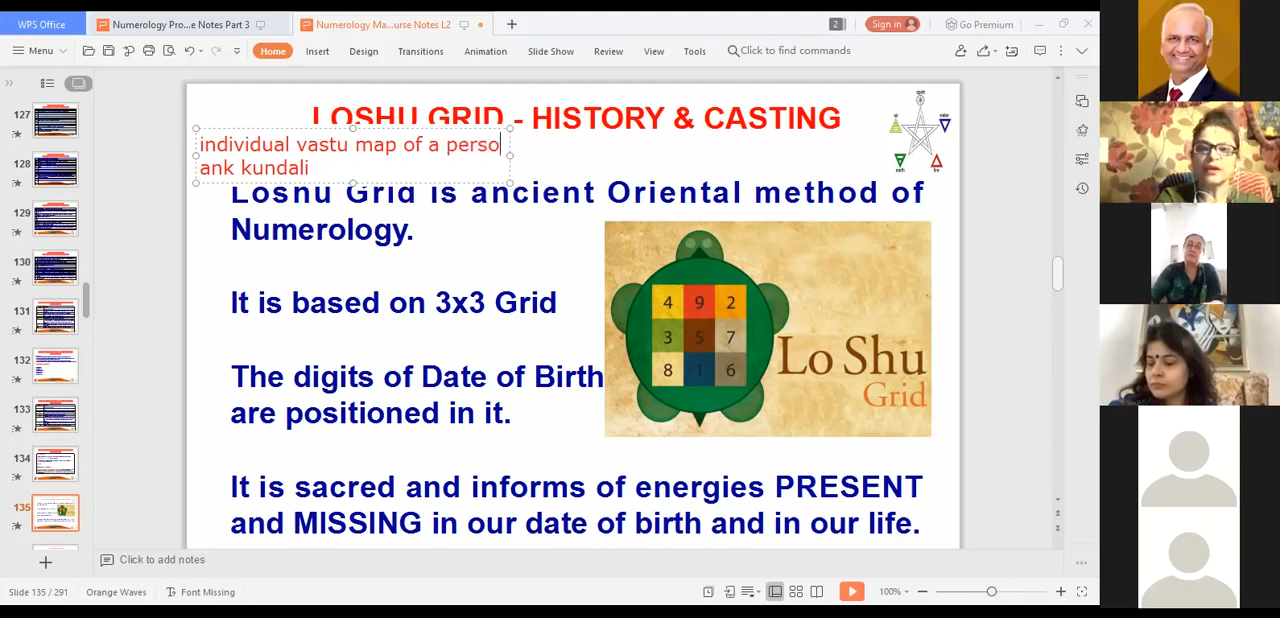 WPS Office
Numerology Pro...e Notes Part 3
Numerology Ma...urse Notes L2
2
Sign in
Go Premium
Menu
Home
Insert
Design
Transitions
Animation
Slide Show
Review
View
Tools
Click to find commands
LOSHU GRID - HISTORY & CASTING
individual vastu map of a perso
ank kundali
Loshu Grid is ancient Oriental method of
Numerology.
It is based on 3x3 Grid
The digits of Date of Birth
are positioned in it.
4 9 2
3 5 7
8 1 6
Lo Shu
Grid
It is sacred and informs of energies PRESENT
and MISSING in our date of birth and in our life.
127
128
129
130
131
132
133
134
135
Click to add notes
Slide 135 / 291
Orange Waves
Font Missing
100%